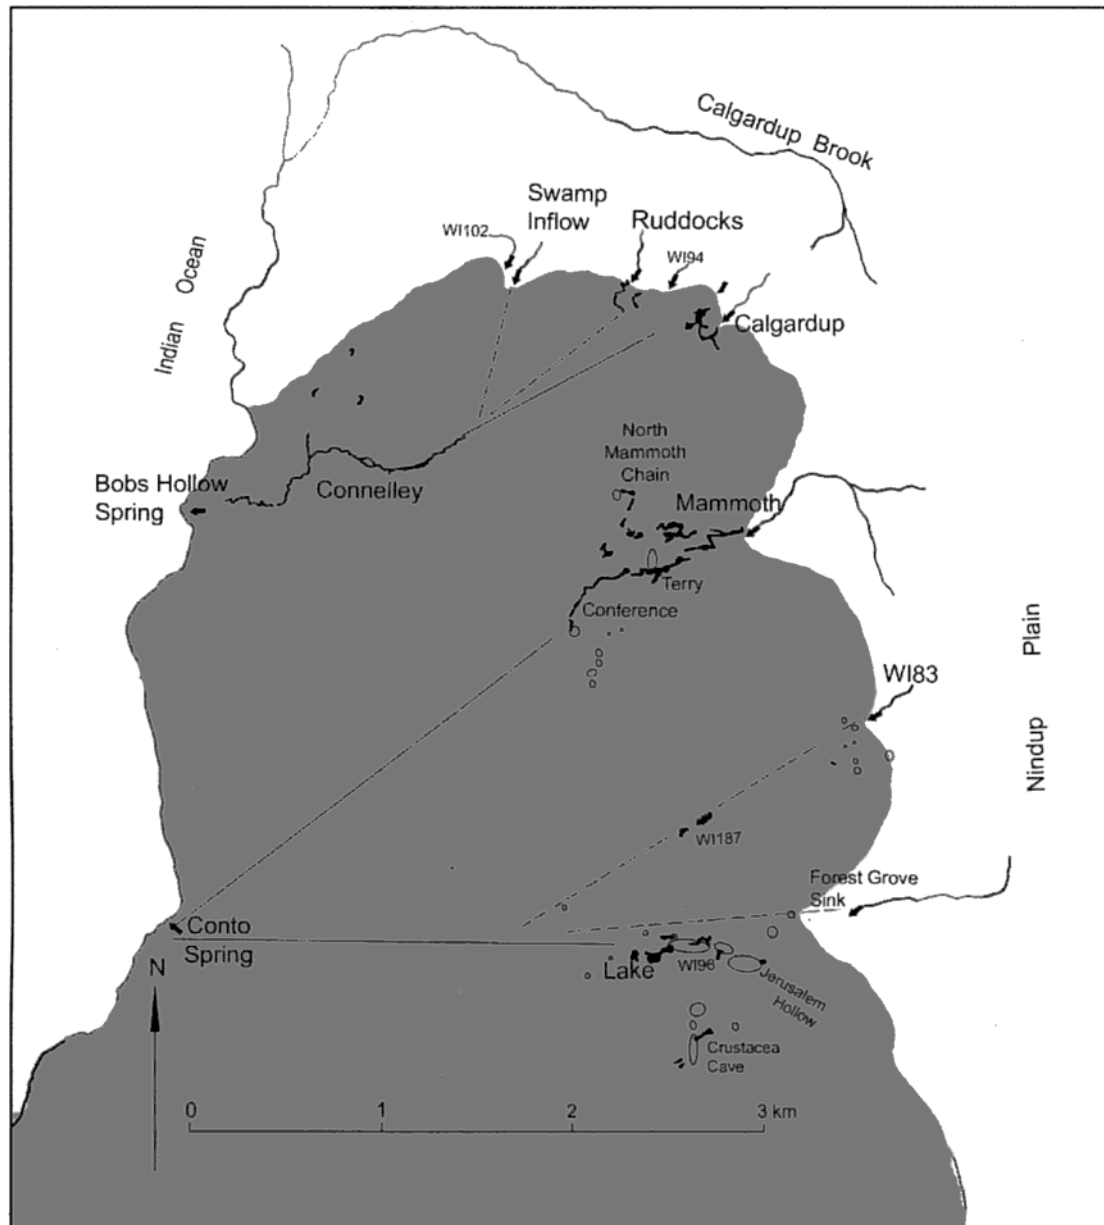 Calgardup Brook
Swamp
Inflow
Ruddocks
WI102
WI94
Indian Ocean
Calgardup
North
Mammoth
Chain
Bobs Hollow
Spring
Connelley
Mammoth
Terry
Conference
Nindup Plain
WI83
WI187
Forest Grove
Sink
Conto
Spring
N
Lake
WI96
Jerusalem
Hollow
Crustacea
Cave
0
1
2
3 km